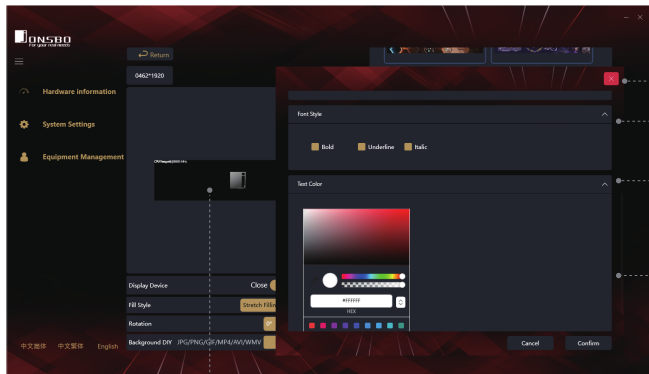 JONSBO
For your real needs
Return
0462*1920
Hardware information
System Settings
Equipment Management
Font Style
Bold Underline Italic
Text Color
#FFFFFF
HEX
Display Device Close
Fill Style Stretch Fillin
Rotation 0°
Background DIY JPG/PNG/GIF/MP4/AVI/WMV
中文简体 中文繁体 English
Cancel Confirm